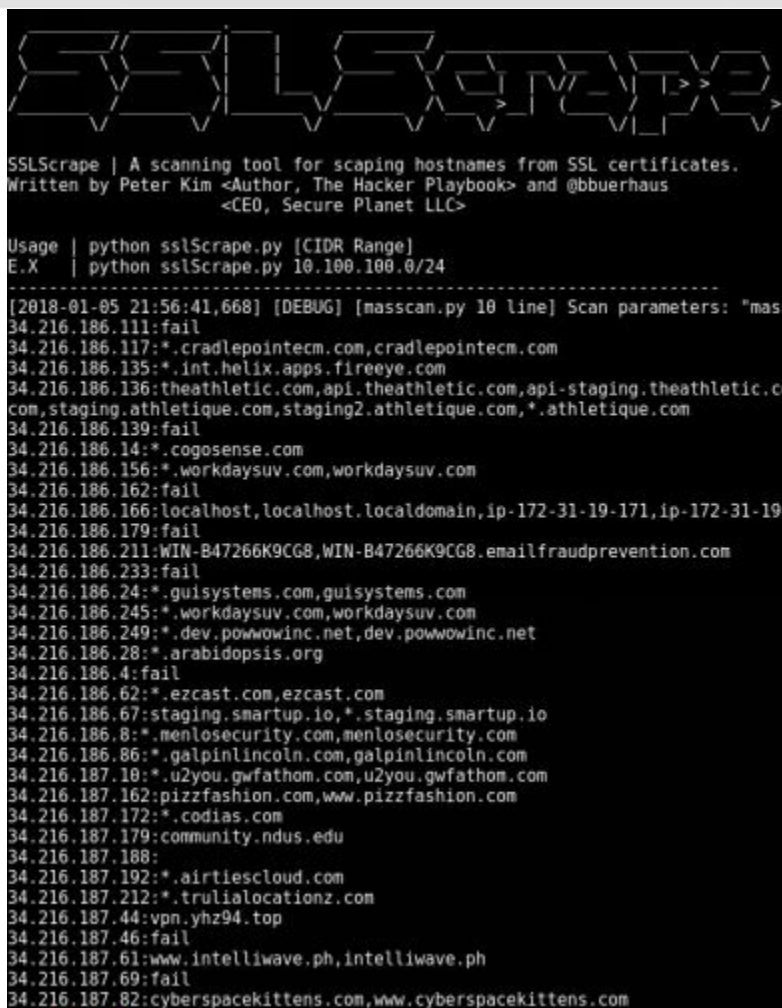 SSLScrape
SSLScrape | A scanning tool for scaping hostnames from SSL certificates.
Written by Peter Kim <Author, The Hacker Playbook> and @bbuerhaus
<CEO, Secure Planet LLC>
Usage | python sslScrape.py [CIDR Range]
E.X | python sslScrape.py 10.100.100.0/24
-----------------------------------------------------------------------
[2018-01-05 21:56:41,668] [DEBUG] [masscan.py 10 line] Scan parameters: "mas
34.216.186.111:fail
34.216.186.117:*.cradlepointecm.com,cradlepointecm.com
34.216.186.135:*.int.helix.apps.fireeye.com
34.216.186.136:theathletic.com,api.theathletic.com,api-staging.theathletic.c
com,staging.athletique.com,staging2.athletique.com,*.athletique.com
34.216.186.139:fail
34.216.186.14:*.cogosense.com
34.216.186.156:*.workdaysuv.com,workdaysuv.com
34.216.186.162:fail
34.216.186.166:localhost,localhost.localdomain,ip-172-31-19-171,ip-172-31-19
34.216.186.179:fail
34.216.186.211:WIN-B47266K9CG8,WIN-B47266K9CG8.emailfraudprevention.com
34.216.186.233:fail
34.216.186.24:*.guisystems.com,guisystems.com
34.216.186.245:*.workdaysuv.com,workdaysuv.com
34.216.186.249:*.dev.powwowinc.net,dev.powwowinc.net
34.216.186.28:*.arabidopsis.org
34.216.186.4:fail
34.216.186.62:*.ezcast.com,ezcast.com
34.216.186.67:staging.smartup.io,*.staging.smartup.io
34.216.186.8:*.menlosecurity.com,menlosecurity.com
34.216.186.86:*.galpinlincoln.com,galpinlincoln.com
34.216.187.10:*.u2you.gwfathom.com,u2you.gwfathom.com
34.216.187.162:pizzfashion.com,www.pizzfashion.com
34.216.187.172:*.codias.com
34.216.187.179:community.ndus.edu
34.216.187.188:
34.216.187.192:*.airtiescloud.com
34.216.187.212:*.trulialocationz.com
34.216.187.44:vpn.yhz94.top
34.216.187.46:fail
34.216.187.61:www.intelliwave.ph,intelliwave.ph
34.216.187.69:fail
34.216.187.82:cyberspacekittens.com,www.cyberspacekittens.com